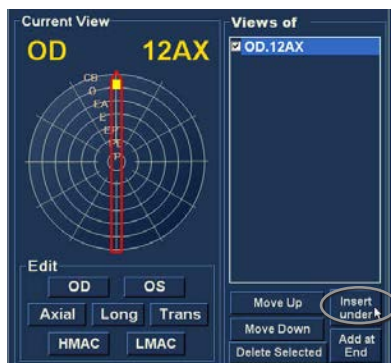 Current View
OD 12AX
CB
O
EA
E
EP
PE
P
Edit
OD OS
Axial Long Trans
HMAC LMAC
Views of
OD.12AX
Move Up
Insert under
Move Down
Add at End
Delete Selected